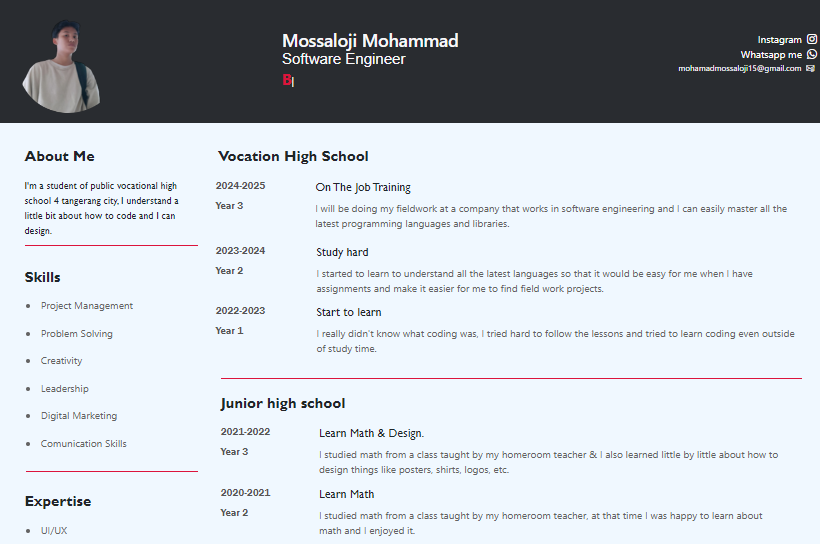 Mossaloji Mohammad
Software Engineer
B|
Instagram
Whatsapp me
mohamadmossaloji15@gmail.com
About Me
I'm a student of public vocational high
school 4 tangerang city, I understand a
little bit about how to code and I can
design.
Skills
Project Management
Problem Solving
Creativity
Leadership
Digital Marketing
Comunication Skills
Expertise
UI/UX
Vocation High School
2024-2025
Year 3
On The Job Training
I will be doing my fieldwork at a company that works in software engineering and I can easily master all the
latest programming languages and libraries.
2023-2024
Year 2
Study hard
I started to learn to understand all the latest languages so that it would be easy for me when I have
assignments and make it easier for me to find field work projects.
2022-2023
Year 1
Start to learn
I really didn't know what coding was, I tried hard to follow the lessons and tried to learn coding even outside
of study time.
Junior high school
2021-2022
Year 3
Learn Math & Design.
I studied math from a class taught by my homeroom teacher & I also learned little by little about how to
design things like posters, shirts, logos, etc.
2020-2021
Year 2
Learn Math
I studied math from a class taught by my homeroom teacher, at that time I was happy to learn about
math and I enjoyed it.